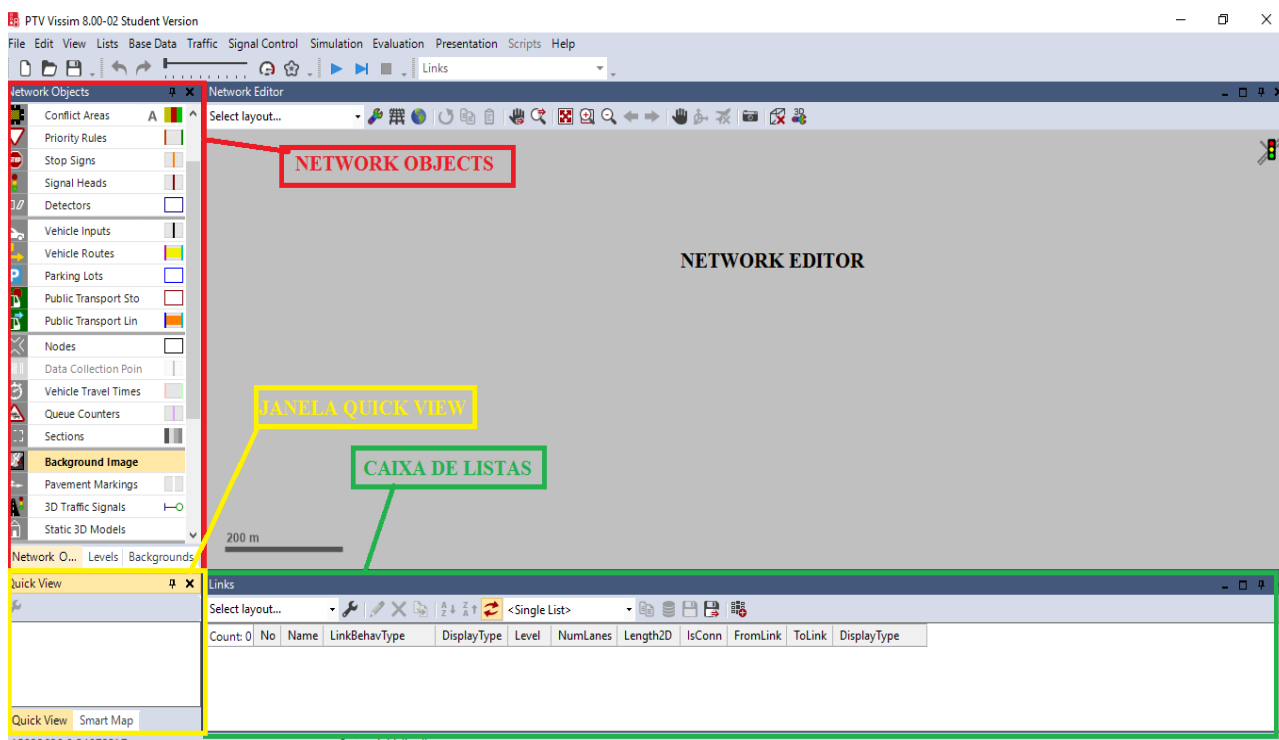 PTV Vissim 8.00-02 Student Version
File Edit View Lists Base Data Traffic Signal Control Simulation Evaluation Presentation Scripts Help
Links
Network Objects
Network Editor
Select layout...
Conflict Areas A
Priority Rules
Stop Signs
Signal Heads
Detectors
Vehicle Inputs
Vehicle Routes
Parking Lots
Public Transport Sto
Public Transport Lin
Nodes
Data Collection Poin
Vehicle Travel Times
Queue Counters
Sections
Background Image
Pavement Markings
3D Traffic Signals
Static 3D Models
Network O... Levels Backgrounds
NETWORK OBJECTS
NETWORK EDITOR
JANELA QUICK VIEW
CAIXA DE LISTAS
200 m
Quick View
Quick View Smart Map
Links
Select layout... <Single List>
Count: 0 No Name LinkBehavType DisplayType Level NumLanes Length2D IsConn FromLink ToLink DisplayType